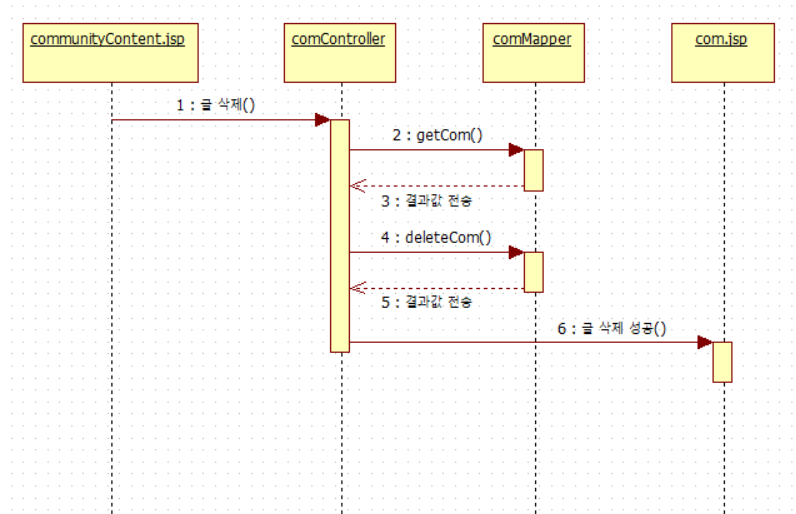 communityContent.jsp
comController
comMapper
com.jsp
1 : 글 삭제()
2 : getCom()
3 : 결과값 전송
4 : deleteCom()
5 : 결과값 전송
6 : 글 삭제 성공()